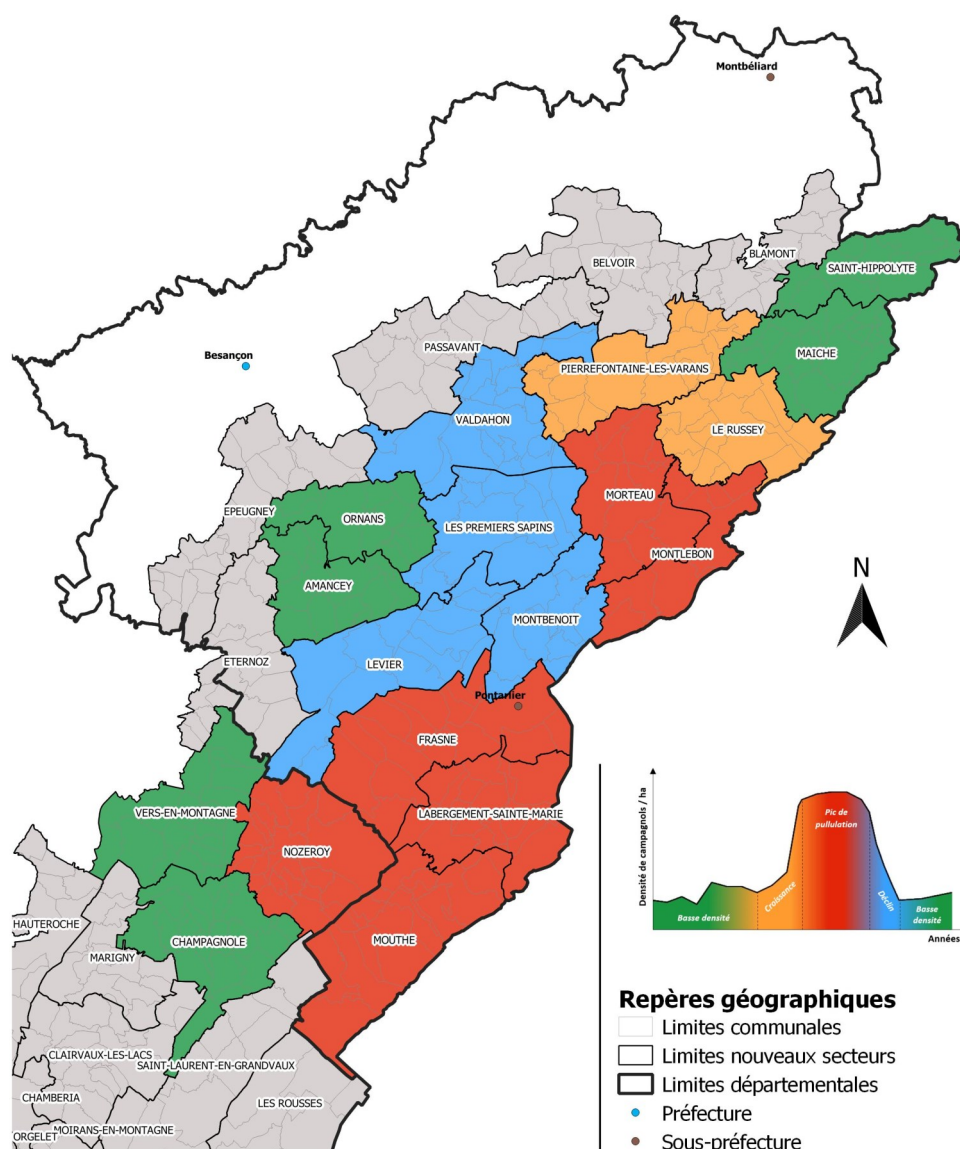 Montbéliard
BLAMONT
BELVOIR
SAINT-HIPPOLYTE
PASSAVANT
MAICHE
Besançon
PIERREFONTAINE-LES-VARANS
VALDAHON
LE RUSSEY
MORTEAU
EPEUGNEY
ORNANS
LES PREMIERS SAPINS
MONTLEBON
AMANCEY
MONTBENOIT
ETERNOZ
LEVIER
Pontarlier
FRASNE
VERS-EN-MONTAGNE
LABERGEMENT-SAINTE-MARIE
NOZEROY
HAUTEROCHE
CHAMPAGNOLE
MOUTHE
MARIGNY
CLAIRVAUX-LES-LACS
SAINT-LAURENT-EN-GRANDVAUX
CHAMBERIA
LES ROUSSES
MOIRANS-EN-MONTAGNE
ORGELET
N
Densité de campagnols / ha
Pic de
pullulation
Croissance
Déclin
Basse densité
Basse
densité
Années
Repères géographiques
Limites communales
Limites nouveaux secteurs
Limites départementales
Préfecture
Sous-préfecture